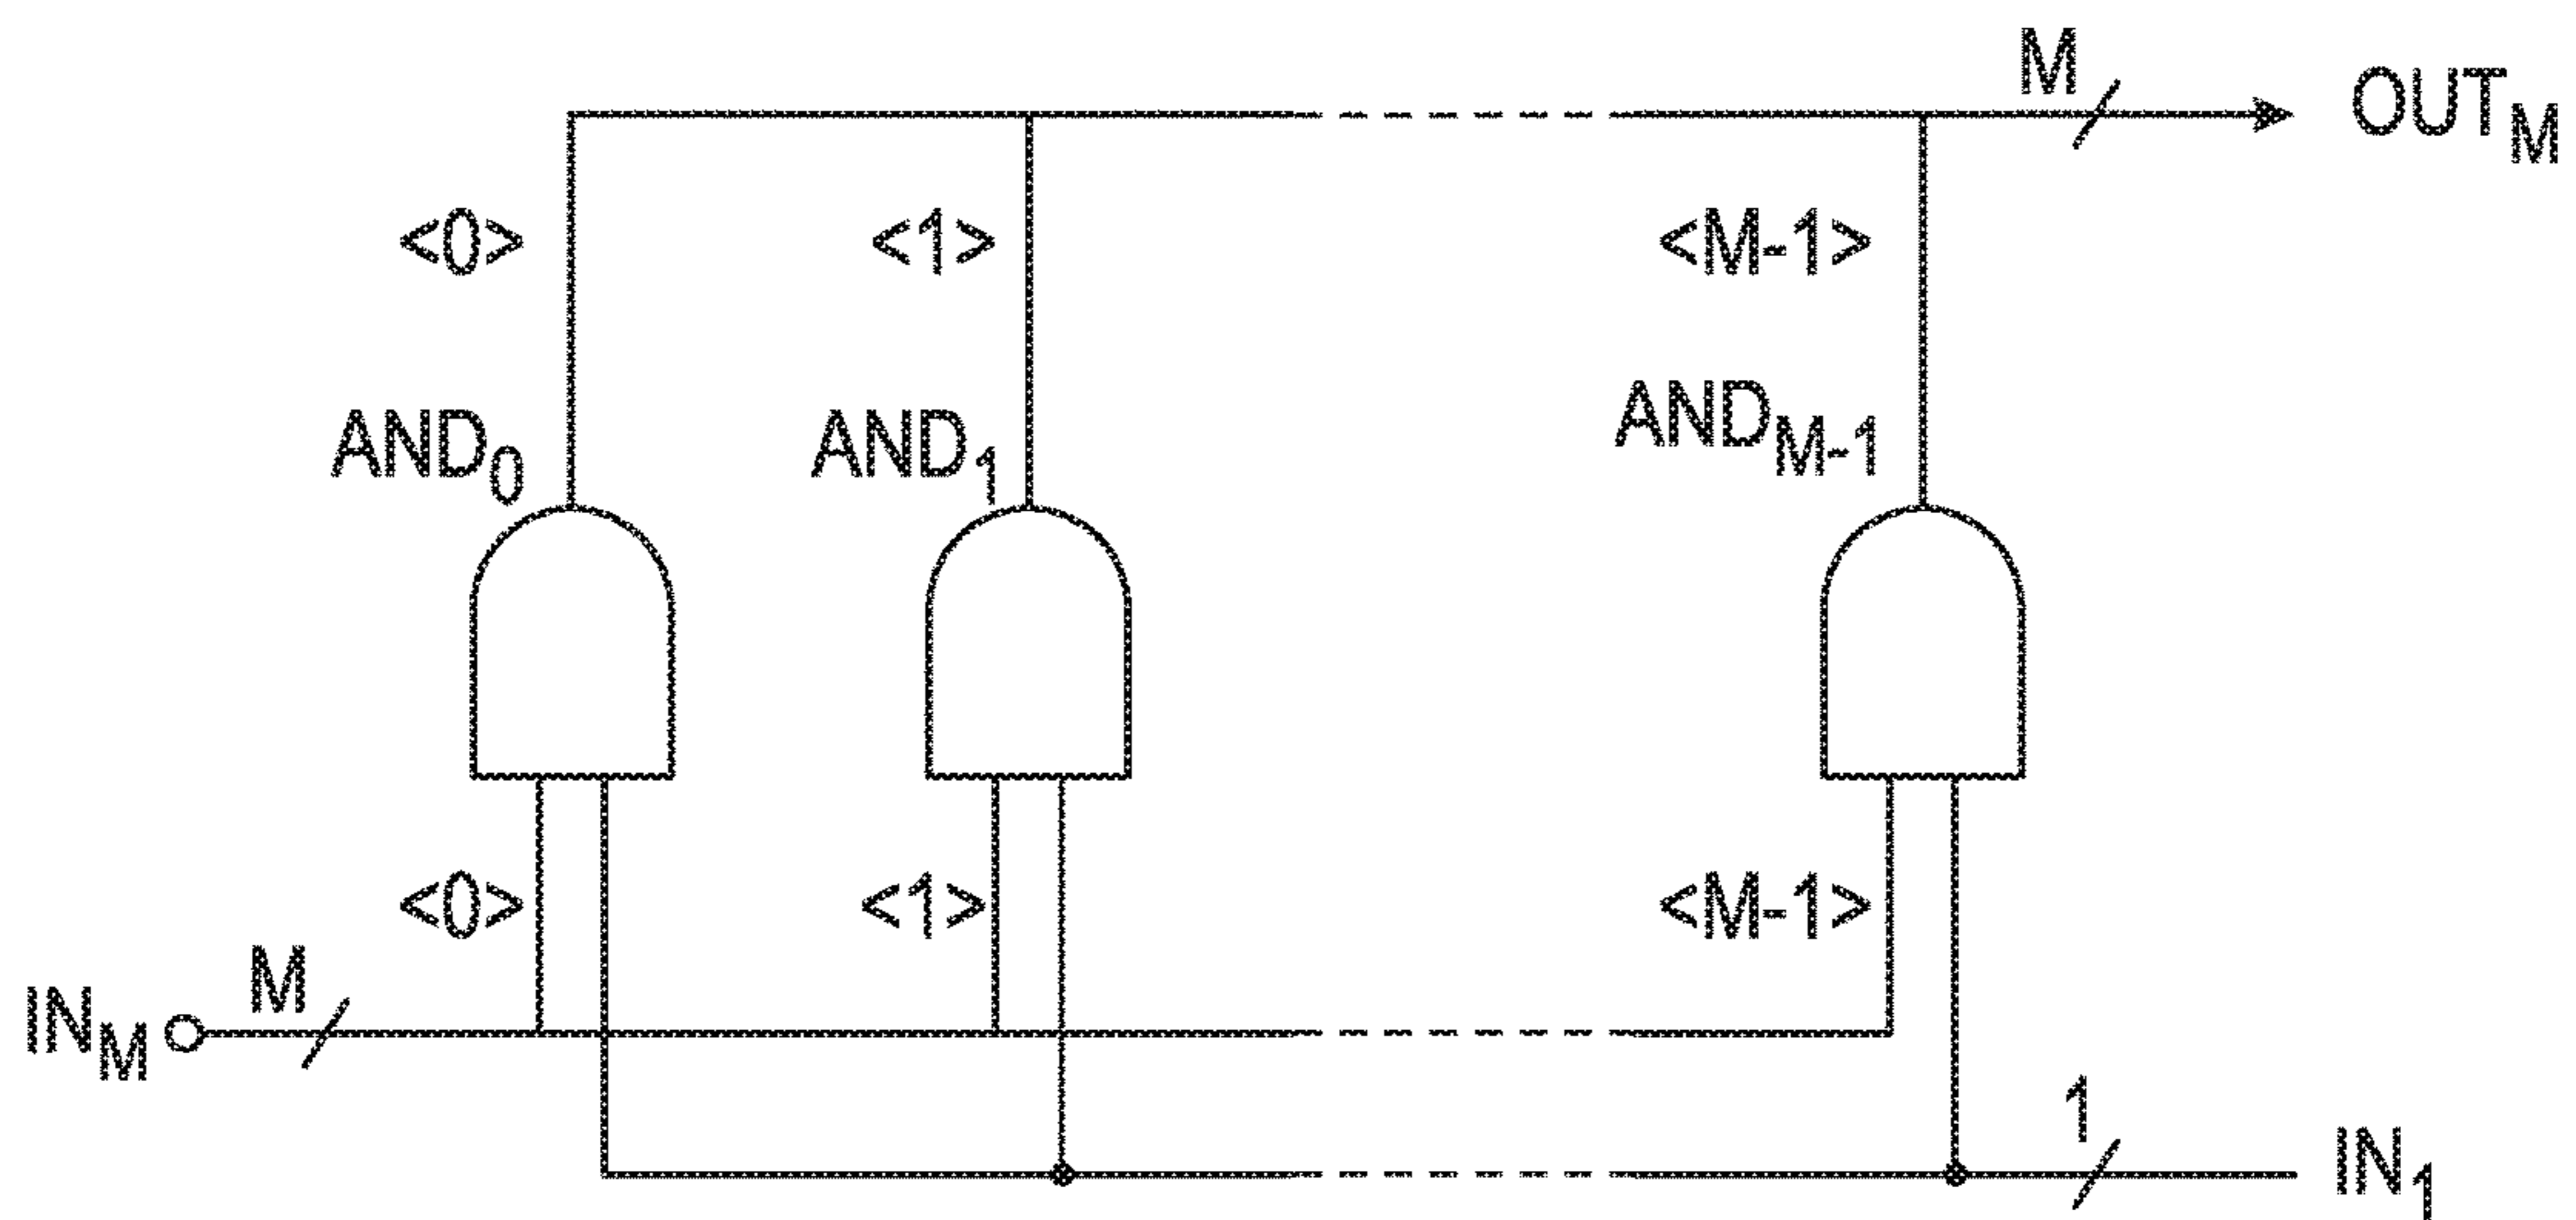 M
OUT_M
<0> <1> <M-1>
AND_0 AND_1 AND_M-1
<0> <1> <M-1>
M
IN_M
1
IN_1